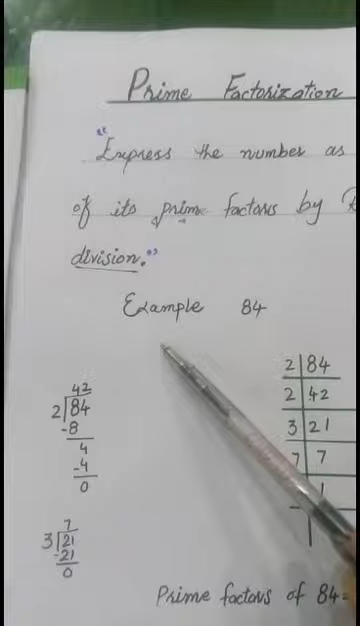 Prime Factorization
"Express the number as
of its prime factors by
division."
Example 84
42
2 84
-8
4
-4
0
7
3 21
-21
0
2 84
2 42
3 21
7 7
1
Prime factors of 84=